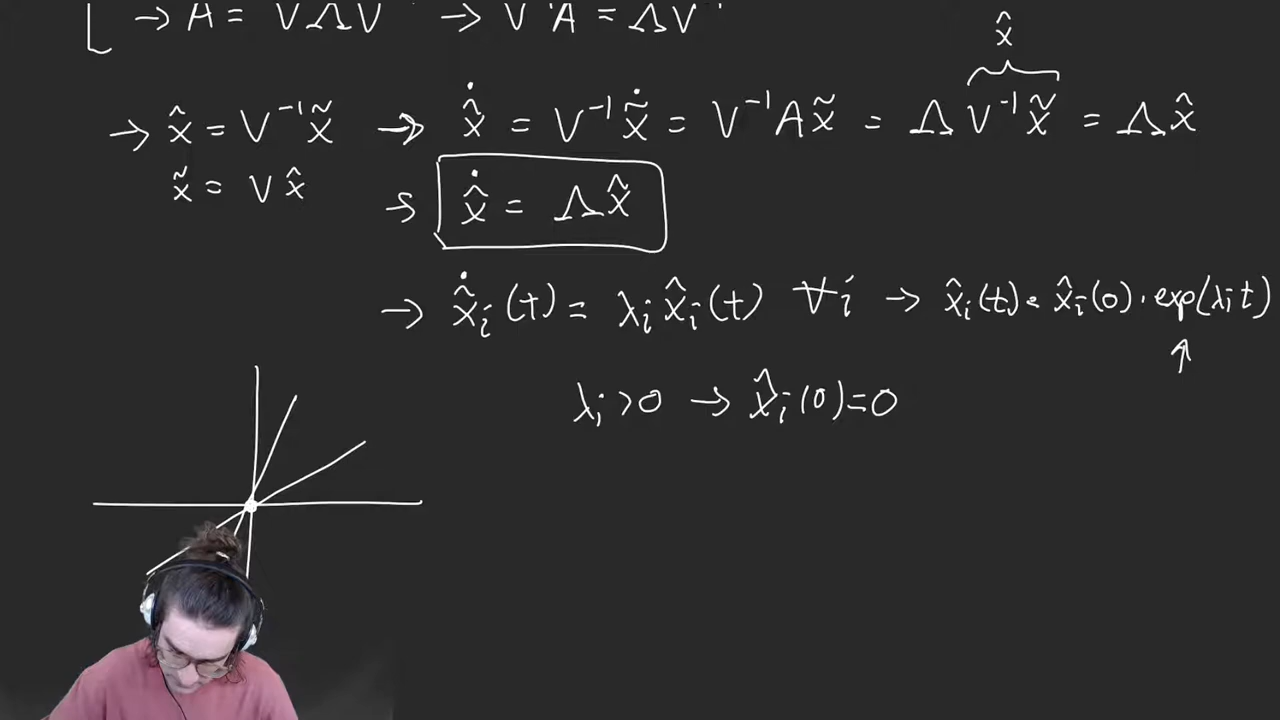 → A = VΛV → V⁻¹A = ΛV⁻¹
x̂
→ x̂ = V⁻¹x̃ → x̂̇ = V⁻¹x̃̇ = V⁻¹Ax̃ = ΛV⁻¹x̃ = Λx̂
x̃ = Vx̂ → x̂̇ = Λx̂
→ x̂̇ᵢ(t) = λᵢx̂ᵢ(t) ∀i → x̂ᵢ(t) = x̂ᵢ(0)·exp(λᵢt)
λᵢ>0 → x̂ᵢ(0)=0